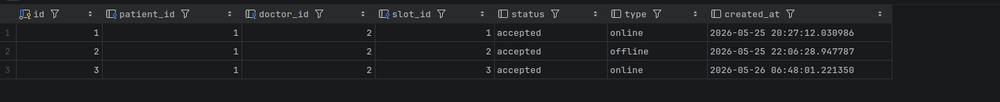 id patient_id doctor_id slot_id status type created_at
1 1 1 2 1 accepted online 2026-05-25 20:27:12.030986
2 2 1 2 2 accepted offline 2026-05-25 22:06:28.947787
3 3 1 2 3 accepted online 2026-05-26 06:48:01.221350